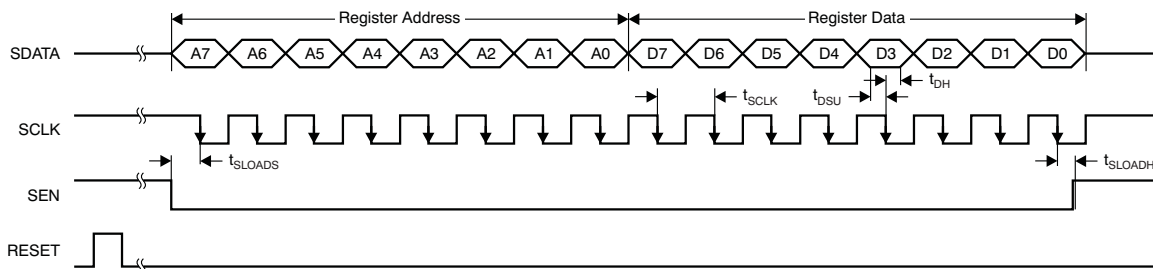 Register Address Register Data
SDATA A7 A6 A5 A4 A3 A2 A1 A0 D7 D6 D5 D4 D3 D2 D1 D0
tSCLK tDSU tDH
SCLK
tSLOADS tSLOADH
SEN
RESET